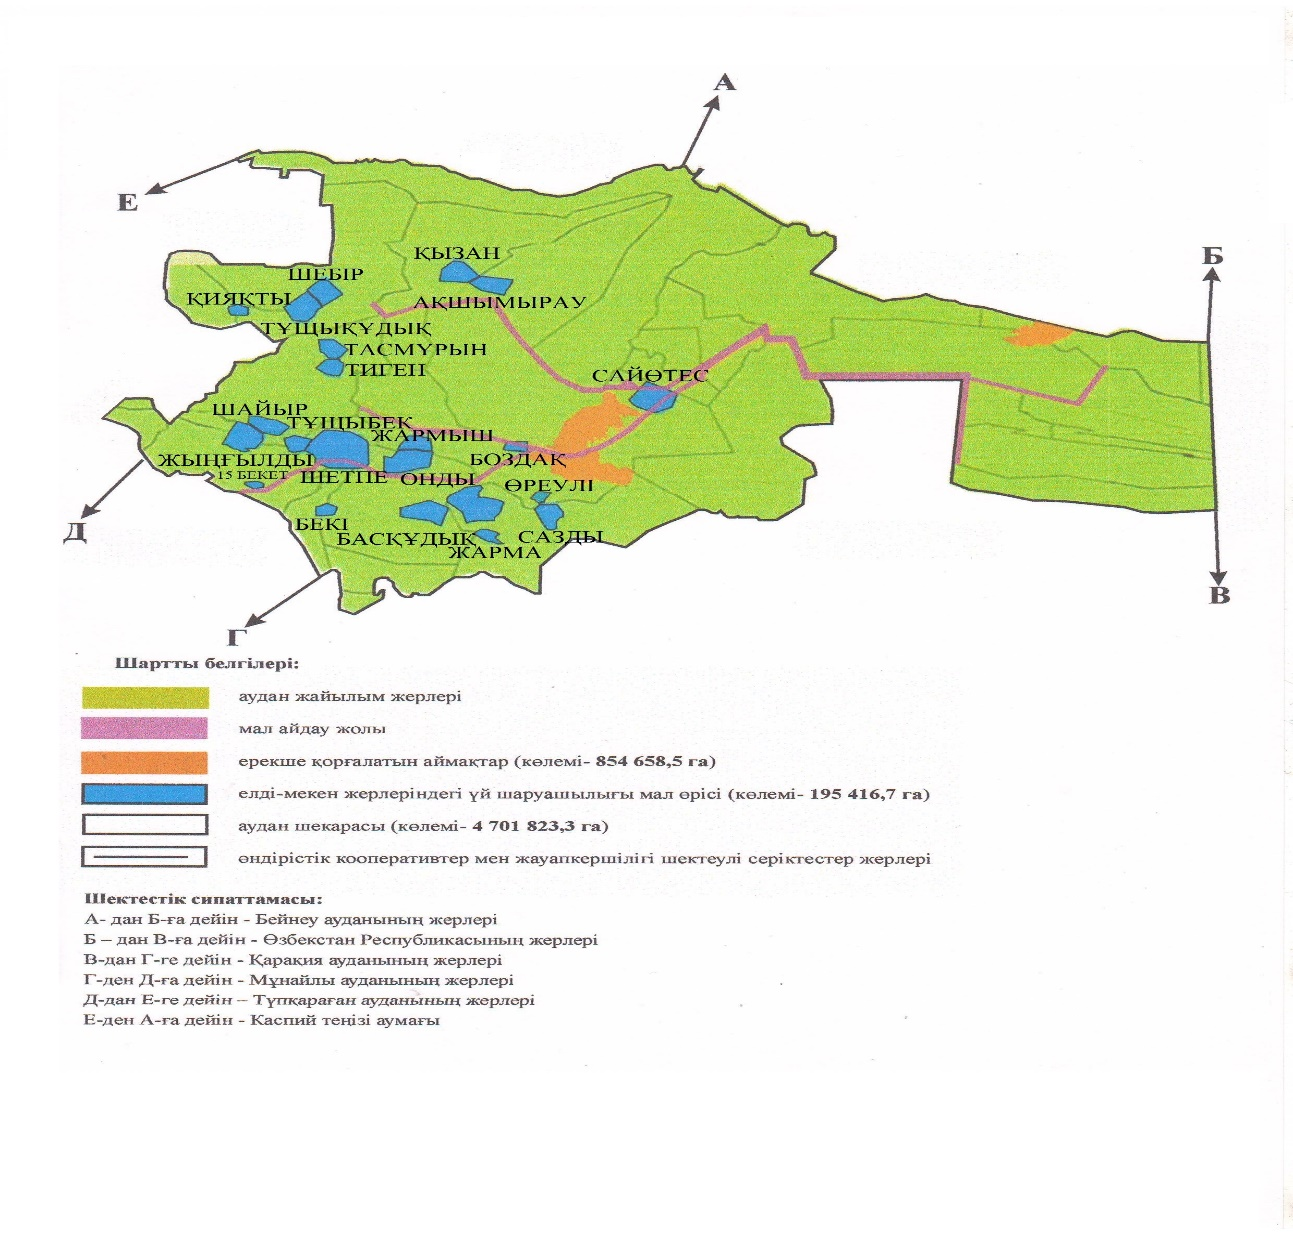 А
Е
Б
ҚЫЗАН
ШЕБІР
ҚИЯҚТЫ
АҚШЫМЫРАУ
ТҰЩЫҚҰДЫҚ
ТАСМҰРЫН
ТИГЕН
САЙӨТЕС
ШАЙЫР
ТҰЩЫБЕК
ЖАРМЫШ
ЖЫҢҒЫЛДЫ
БОЗДАҚ
15 БЕКЕТ
ШЕТПЕ
ОНДЫ
ӨРЕУЛІ
БЕКІ
БАСҚҰДЫҚ
САЗДЫ
ЖАРМА
Д
В
Г
Шартты белгілері:
аудан жайылым жерлері
мал айдау жолы
ерекше қорғалатын аймақтар (көлемі- 854 658,5 га)
елді-мекен жерлеріндегі үй шаруашылығы мал өрісі (көлемі- 195 416,7 га)
аудан шекарасы (көлемі- 4 701 823,3 га)
өндірістік кооперативтер мен жауапкершілігі шектеулі серіктестер жерлері
Шектестік сипаттамасы:
А- дан Б-ға дейін - Бейнеу ауданының жерлері
Б – дан В-ға дейін - Өзбекстан Республикасының жерлері
В-дан Г-ге дейін - Қарақия ауданының жерлері
Г-ден Д-ға дейін - Мұнайлы ауданының жерлері
Д-дан Е-ге дейін – Түпқараған ауданының жерлері
Е-ден А-ға дейін - Каспий теңізі аумағы